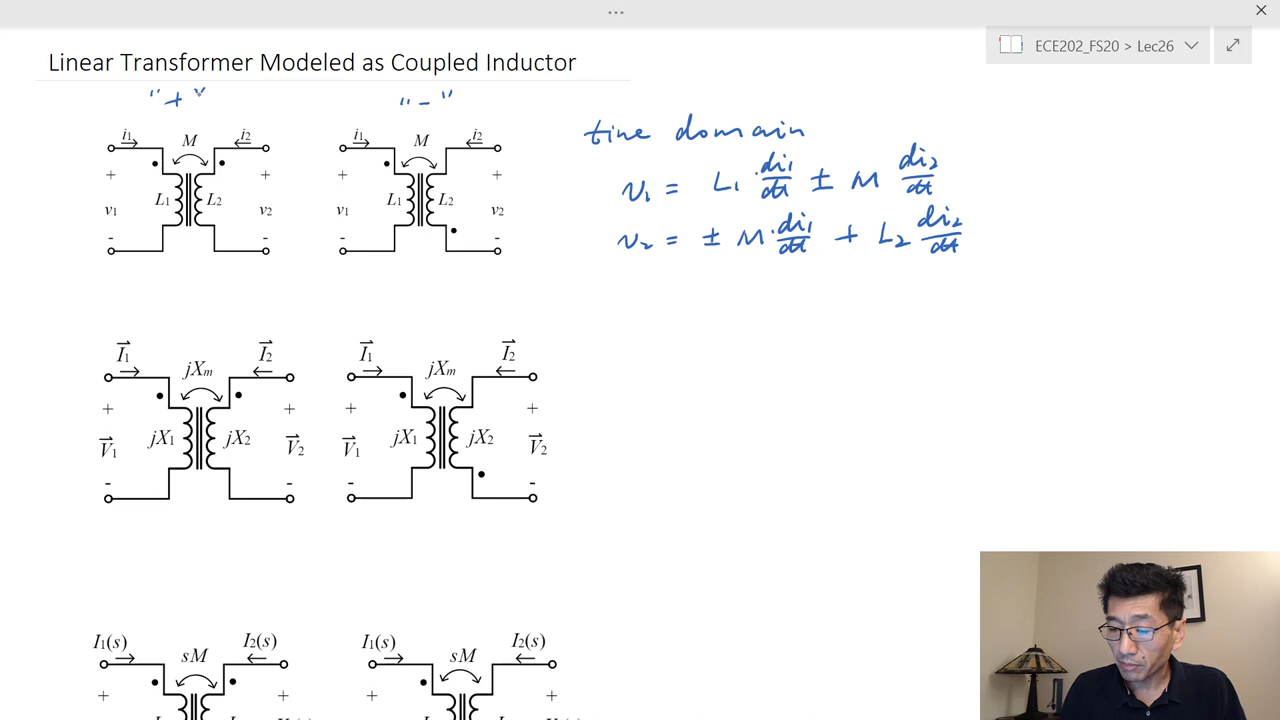 ...
ECE202_FS20 > Lec26
Linear Transformer Modeled as Coupled Inductor
"+" "-"
time domain
i1 M i2 i1 M i2
+ + + +
v1 L1 L2 v2 v1 L1 L2 v2
- - - -
v1 = L1 · di1/dt ± M di2/dt
v2 = ± M · di1/dt + L2 di2/dt
I1 jXm I2 I1 jXm I2
+ + + +
V1 jX1 jX2 V2 V1 jX1 jX2 V2
- - - -
I1(s) sM I2(s) I1(s) sM I2(s)
+ + + +